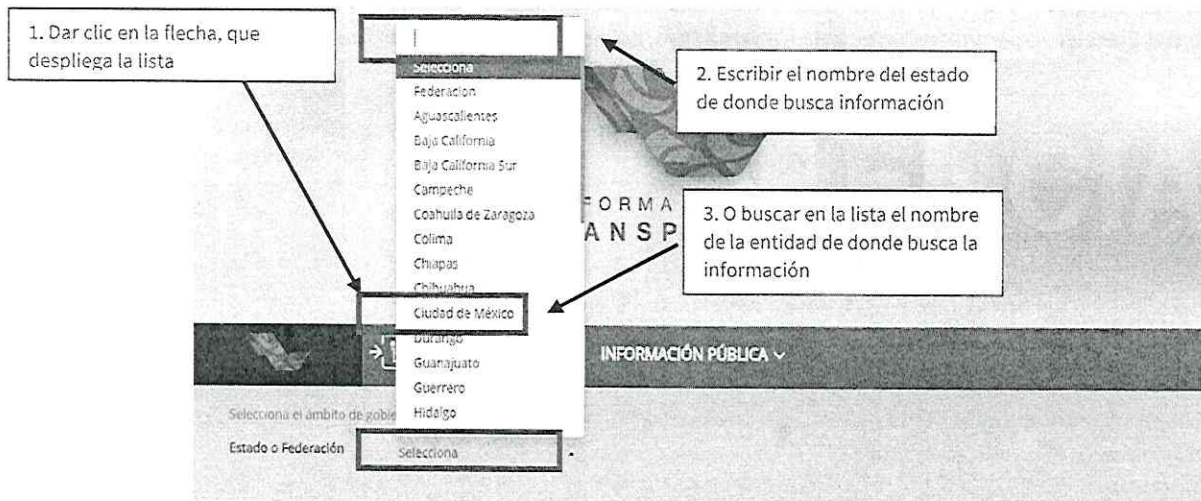 1. Dar clic en la flecha, que
despliega la lista
2. Escribir el nombre del estado
de donde busca información
3. O buscar en la lista el nombre
de la entidad de donde busca la
información
Selecciona
Federacion
Aguascalientes
Baja California
Baja California Sur
Campeche
Coahuila de Zaragoza
Colima
Chiapas
Chihuahua
Ciudad de México
Durango
Guanajuato
Guerrero
Hidalgo
FORMA
ANSP
INFORMACIÓN PÚBLICA
Selecciona el ámbito de gobie
Estado o Federación
Selecciona